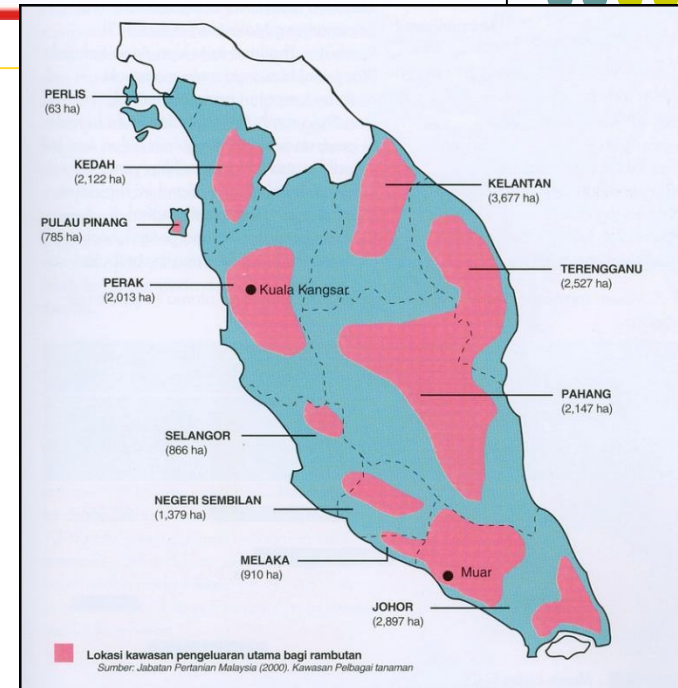 PERLIS
(63 ha)
KEDAH
(2,122 ha)
PULAU PINANG
(785 ha)
PERAK
(2,013 ha)
Kuala Kangsar
KELANTAN
(3,677 ha)
TERENGGANU
(2,527 ha)
PAHANG
(2,147 ha)
SELANGOR
(866 ha)
NEGERI SEMBILAN
(1,379 ha)
MELAKA
(910 ha)
Muar
JOHOR
(2,897 ha)
Lokasi kawasan pengeluaran utama bagi rambutan
Sumber: Jabatan Pertanian Malaysia (2000). Kawasan Pelbagai tanaman